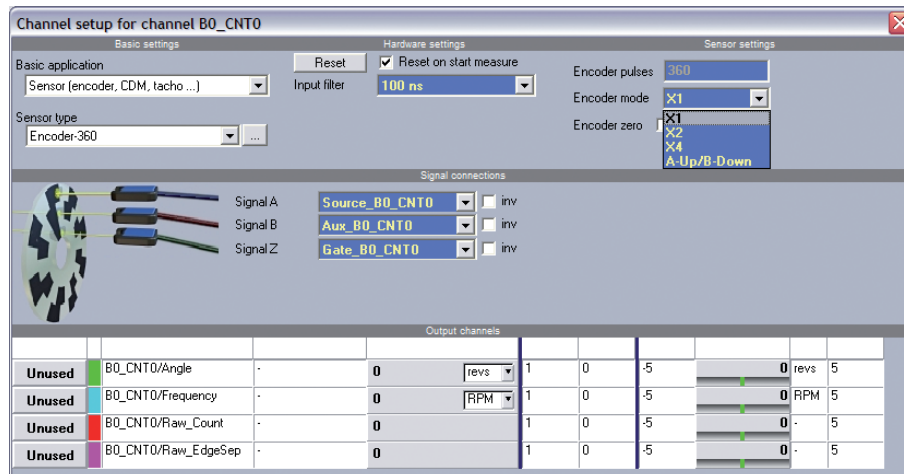 Channel setup for channel B0_CNT0
Basic settings
Hardware settings
Sensor settings
Basic application
Sensor (encoder, CDM, tacho ...)
Sensor type
Encoder-360
...
Reset
Reset on start measure
Input filter
100 ns
Encoder pulses
360
Encoder mode
X1
Encoder zero
X1
X2
X4
A-Up/B-Down
Signal connections
Signal A Source_B0_CNT0 inv
Signal B Aux_B0_CNT0 inv
Signal Z Gate_B0_CNT0 inv
Output channels
Unused B0_CNT0/Angle - 0 revs 1 0 -5 0 revs 5
Unused B0_CNT0/Frequency - 0 RPM 1 0 -5 0 RPM 5
Unused B0_CNT0/Raw_Count - 0 1 0 -5 0 - 5
Unused B0_CNT0/Raw_EdgeSep - 0 1 0 -5 0 - 5